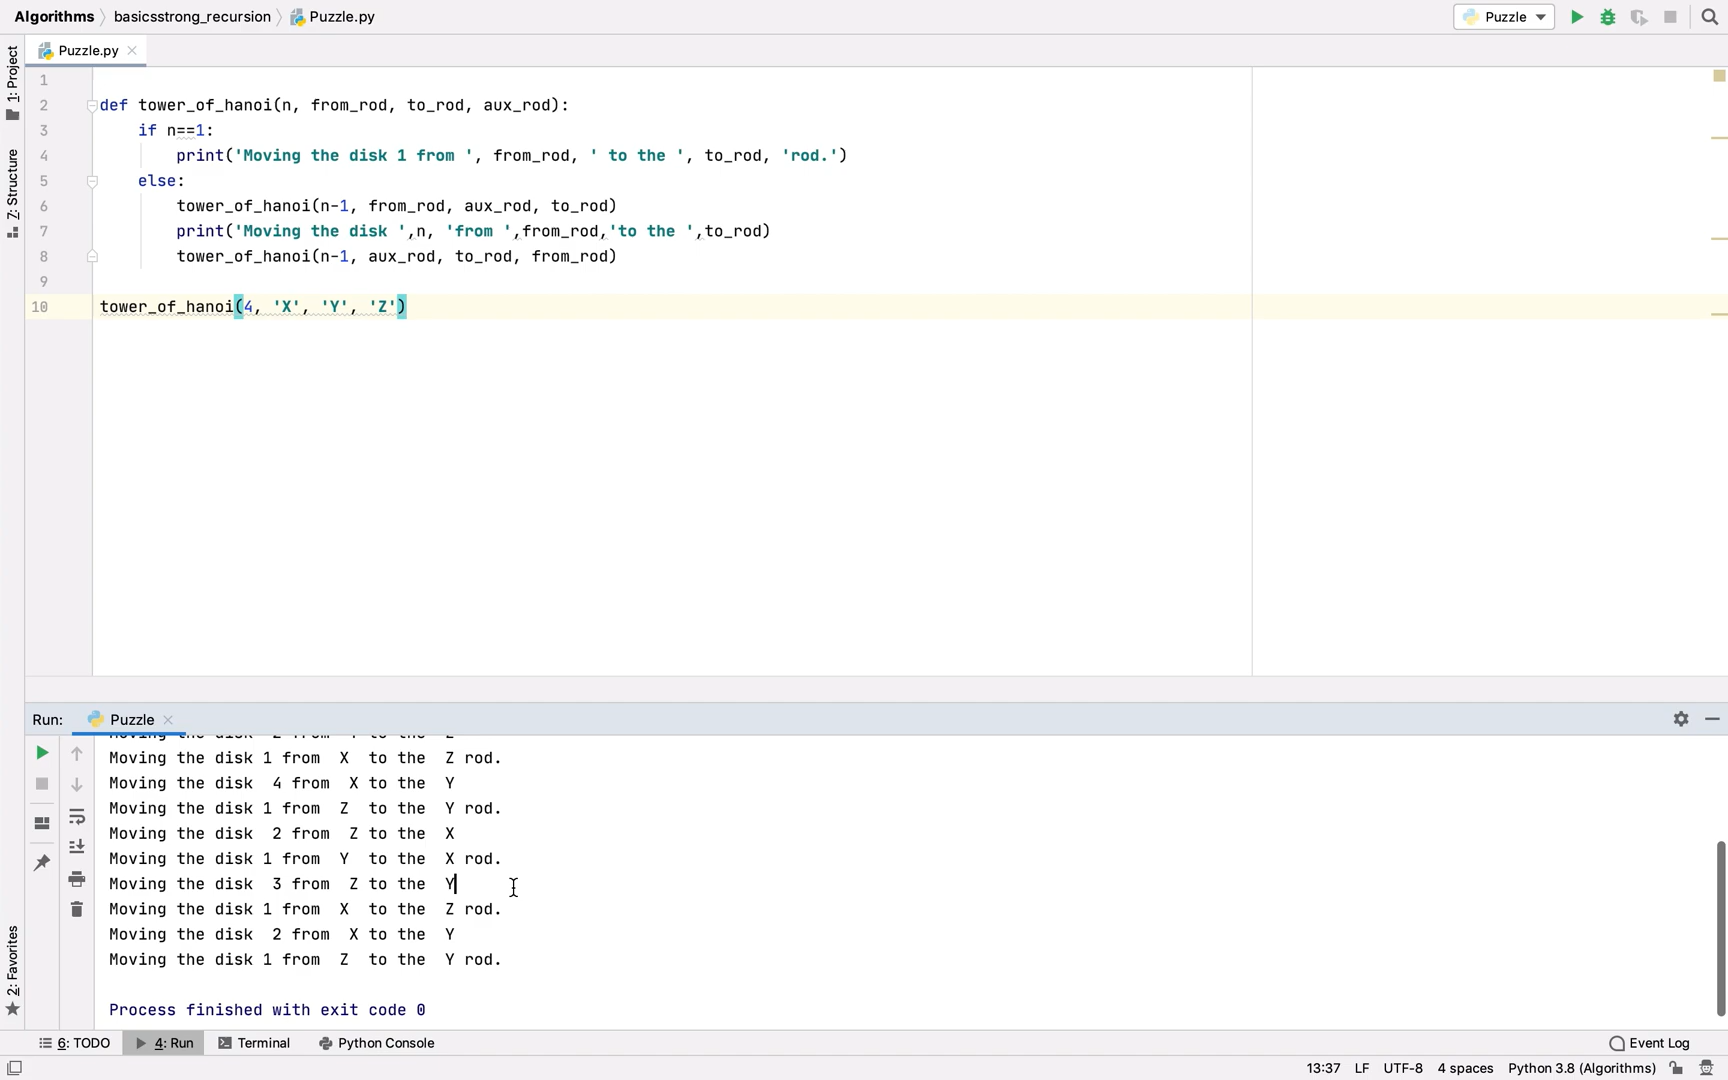 Algorithms basicsstrong_recursion Puzzle.py Puzzle
Puzzle.py
1: Project
7: Structure
2: Favorites
1
2 def tower_of_hanoi(n, from_rod, to_rod, aux_rod):
3 if n==1:
4 print('Moving the disk 1 from ', from_rod, ' to the ', to_rod, 'rod.')
5 else:
6 tower_of_hanoi(n-1, from_rod, aux_rod, to_rod)
7 print('Moving the disk ',n, 'from ',from_rod,'to the ',to_rod)
8 tower_of_hanoi(n-1, aux_rod, to_rod, from_rod)
9
10 tower_of_hanoi(4, 'X', 'Y', 'Z')
Run: Puzzle
Moving the disk 1 from  X  to the  Z rod.
Moving the disk  4 from  X to the  Y
Moving the disk 1 from  Z  to the  Y rod.
Moving the disk  2 from  Z to the  X
Moving the disk 1 from  Y  to the  X rod.
Moving the disk  3 from  Z to the  Y
Moving the disk 1 from  X  to the  Z rod.
Moving the disk  2 from  X to the  Y
Moving the disk 1 from  Z  to the  Y rod.
Process finished with exit code 0
6: TODO 4: Run Terminal Python Console Event Log
13:37 LF UTF-8 4 spaces Python 3.8 (Algorithms)